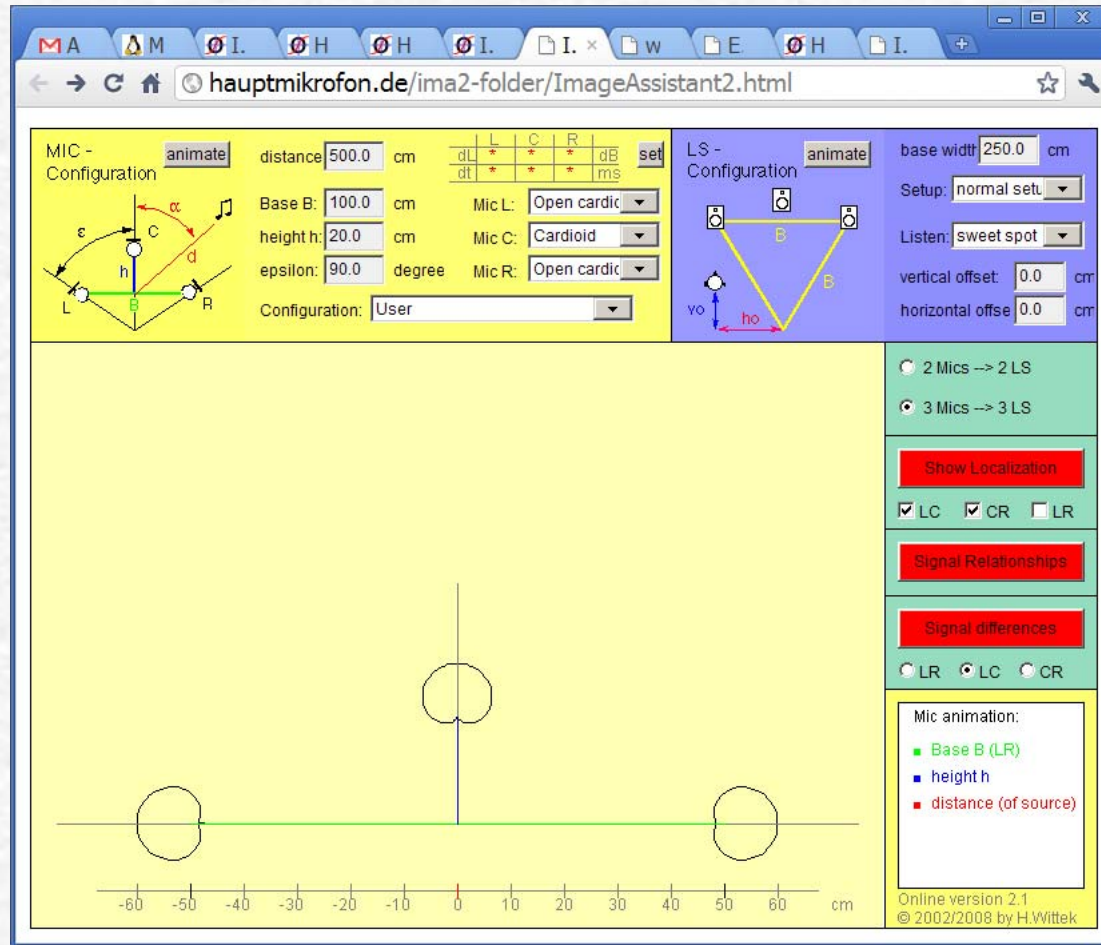 A M I. H H I. I. × w E. H I.
hauptmikrofon.de/ima2-folder/ImageAssistant2.html
MIC -
Configuration
animate
α
ε
C
d
h
B
L
R
distance 500.0 cm
L C R
dL * * * dB
dt * * * ms
set
Base B: 100.0 cm
Mic L: Open cardic
height h: 20.0 cm
Mic C: Cardioid
epsilon: 90.0 degree
Mic R: Open cardic
Configuration: User
LS -
Configuration
animate
B
B
vo
ho
base width 250.0 cm
Setup: normal setu
Listen: sweet spot
vertical offset: 0.0 cm
horizontal offse 0.0 cm
2 Mics --> 2 LS
3 Mics --> 3 LS
Show Localization
LC CR LR
Signal Relationships
Signal differences
LR LC CR
Mic animation:
Base B (LR)
height h
distance (of source)
-60 -50 -40 -30 -20 -10 0 10 20 30 40 50 60 cm
Online version 2.1
© 2002/2008 by H.Wittek